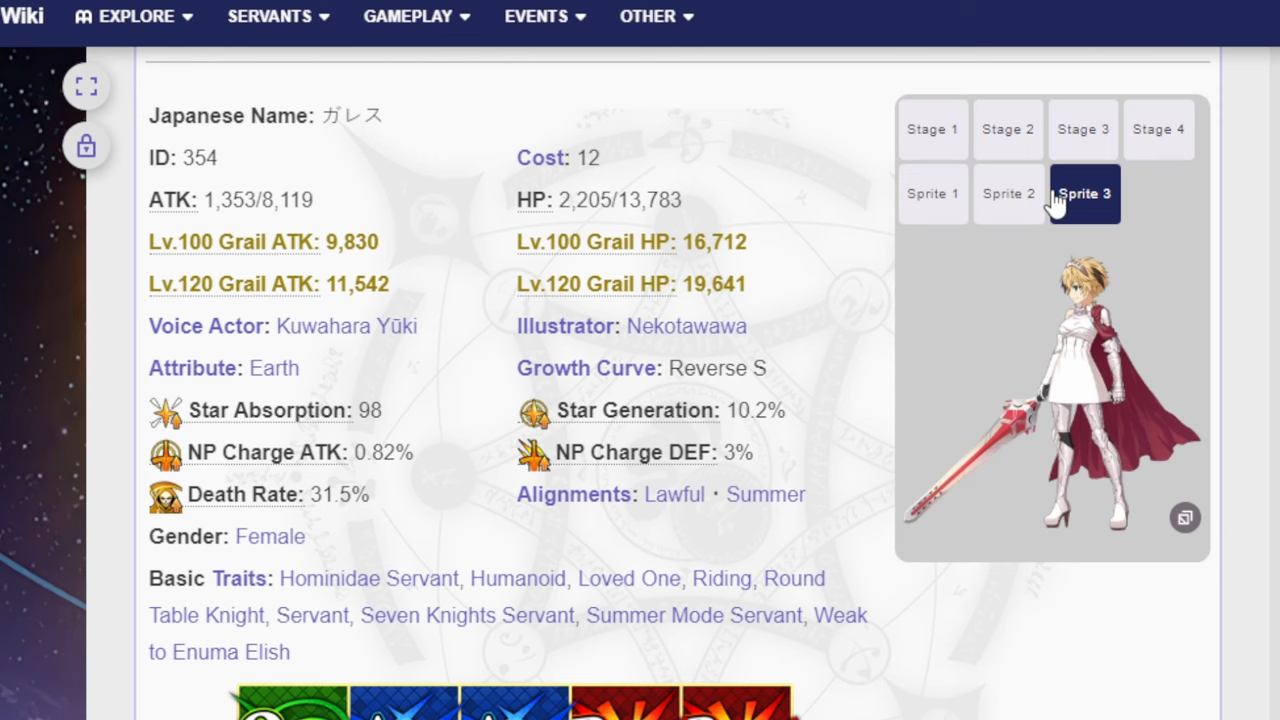 Wiki EXPLORE SERVANTS GAMEPLAY EVENTS OTHER
Japanese Name: ガレス
ID: 354 Cost: 12
ATK: 1,353/8,119 HP: 2,205/13,783
Lv.100 Grail ATK: 9,830 Lv.100 Grail HP: 16,712
Lv.120 Grail ATK: 11,542 Lv.120 Grail HP: 19,641
Voice Actor: Kuwahara Yūki Illustrator: Nekotawawa
Attribute: Earth Growth Curve: Reverse S
Star Absorption: 98 Star Generation: 10.2%
NP Charge ATK: 0.82% NP Charge DEF: 3%
Death Rate: 31.5% Alignments: Lawful・Summer
Gender: Female
Basic Traits: Hominidae Servant, Humanoid, Loved One, Riding, Round
Table Knight, Servant, Seven Knights Servant, Summer Mode Servant, Weak
to Enuma Elish
Stage 1 Stage 2 Stage 3 Stage 4
Sprite 1 Sprite 2 Sprite 3